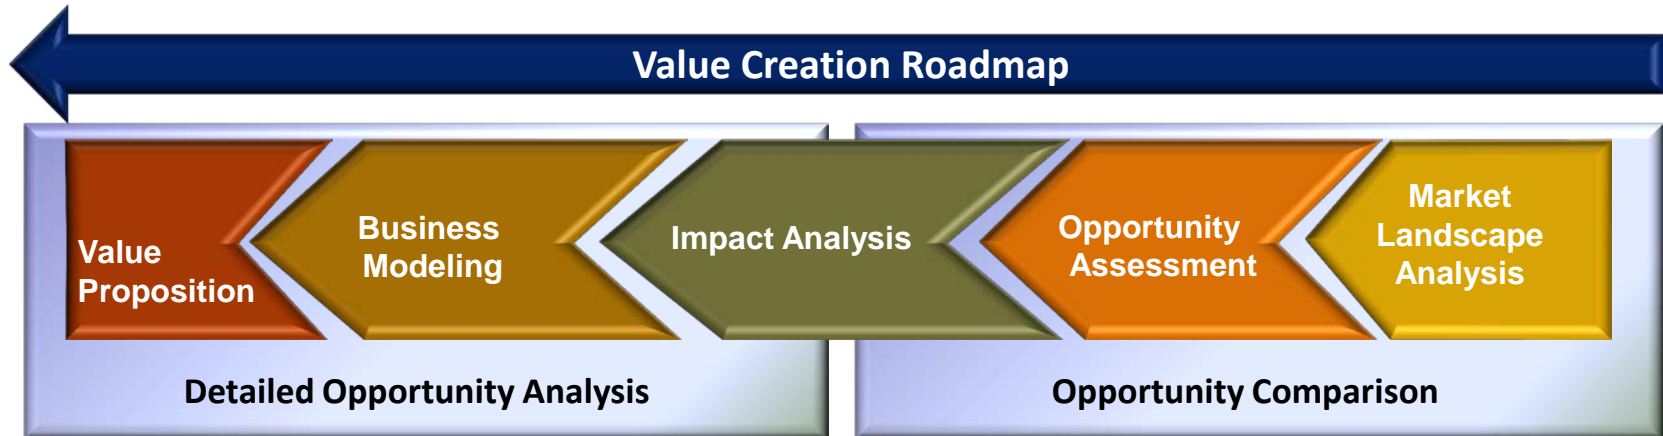 Value Creation Roadmap
Value
Proposition
Business
Modeling
Impact Analysis
Opportunity
Assessment
Market
Landscape
Analysis
Detailed Opportunity Analysis
Opportunity Comparison